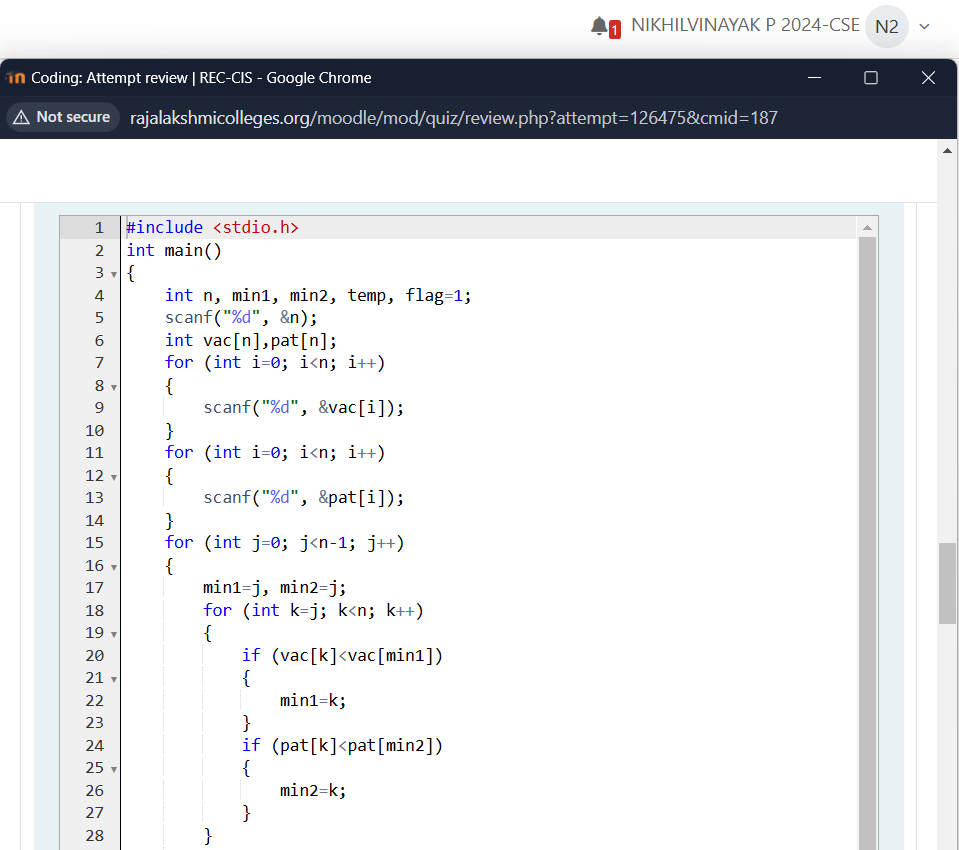 1 NIKHILVINAYAK P 2024-CSE N2
in Coding: Attempt review | REC-CIS - Google Chrome
Not secure rajalakshmicolleges.org/moodle/mod/quiz/review.php?attempt=126475&cmid=187
1 #include <stdio.h>
2 int main()
3 {
4     int n, min1, min2, temp, flag=1;
5     scanf("%d", &n);
6     int vac[n],pat[n];
7     for (int i=0; i<n; i++)
8     {
9         scanf("%d", &vac[i]);
10     }
11     for (int i=0; i<n; i++)
12     {
13         scanf("%d", &pat[i]);
14     }
15     for (int j=0; j<n-1; j++)
16     {
17         min1=j, min2=j;
18         for (int k=j; k<n; k++)
19         {
20             if (vac[k]<vac[min1])
21             {
22                 min1=k;
23             }
24             if (pat[k]<pat[min2])
25             {
26                 min2=k;
27             }
28         }